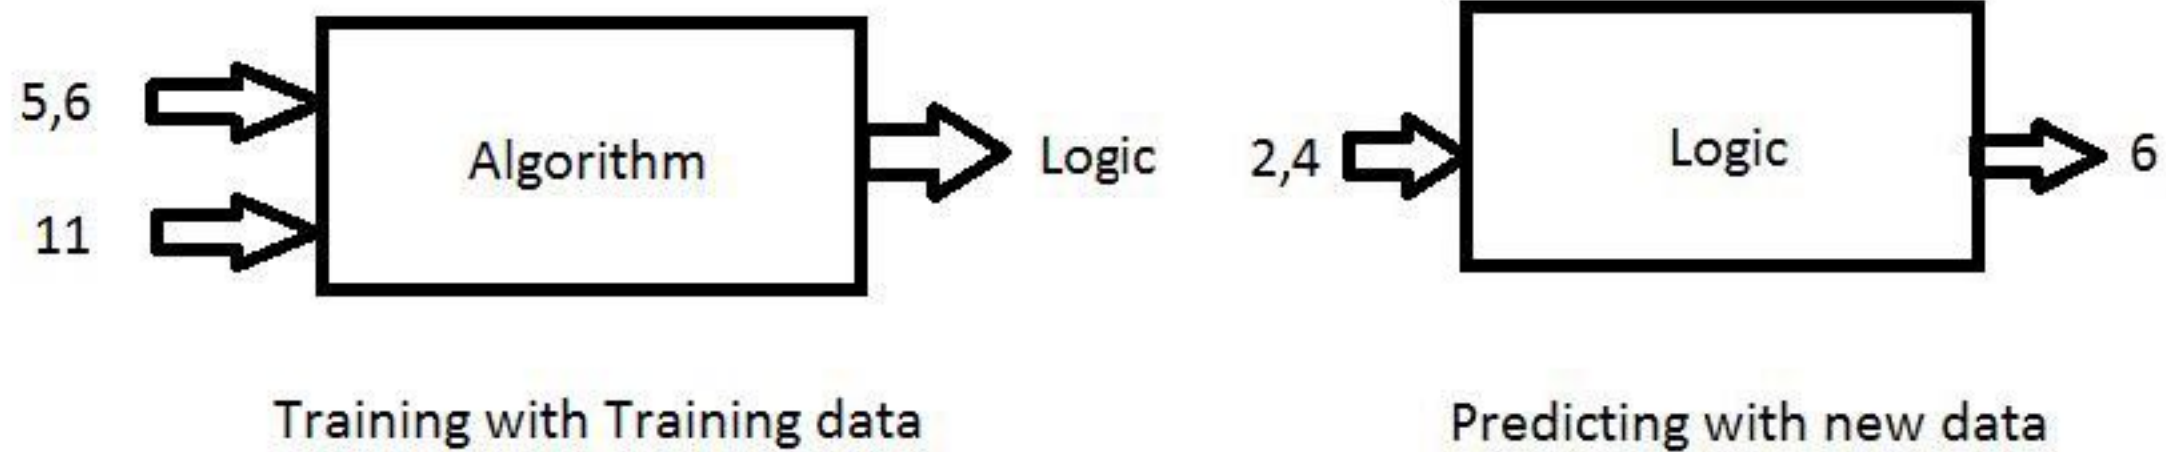 5,6
11
Algorithm
Logic
Training with Training data
2,4
Logic
6
Predicting with new data